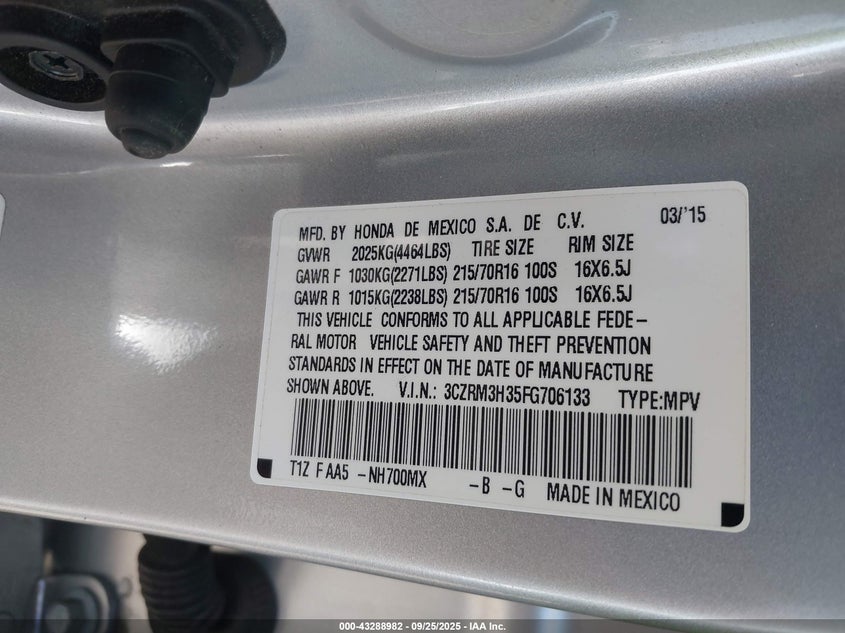 MFD. BY HONDA DE MEXICO S.A. DE C.V. 03/'15
GVWR 2025KG(4464LBS) TIRE SIZE RIM SIZE
GAWR F 1030KG(2271LBS) 215/70R16 100S 16X6.5J
GAWR R 1015KG(2238LBS) 215/70R16 100S 16X6.5J
THIS VEHICLE CONFORMS TO ALL APPLICABLE FEDE-
RAL MOTOR VEHICLE SAFETY AND THEFT PREVENTION
STANDARDS IN EFFECT ON THE DATE OF MANUFACTURE
SHOWN ABOVE. V.I.N.: 3CZRM3H35FG706133 TYPE:MPV
T1Z F AA5 -NH700MX -B -G MADE IN MEXICO
000-43288982 - 09/25/2025 - IAA Inc.